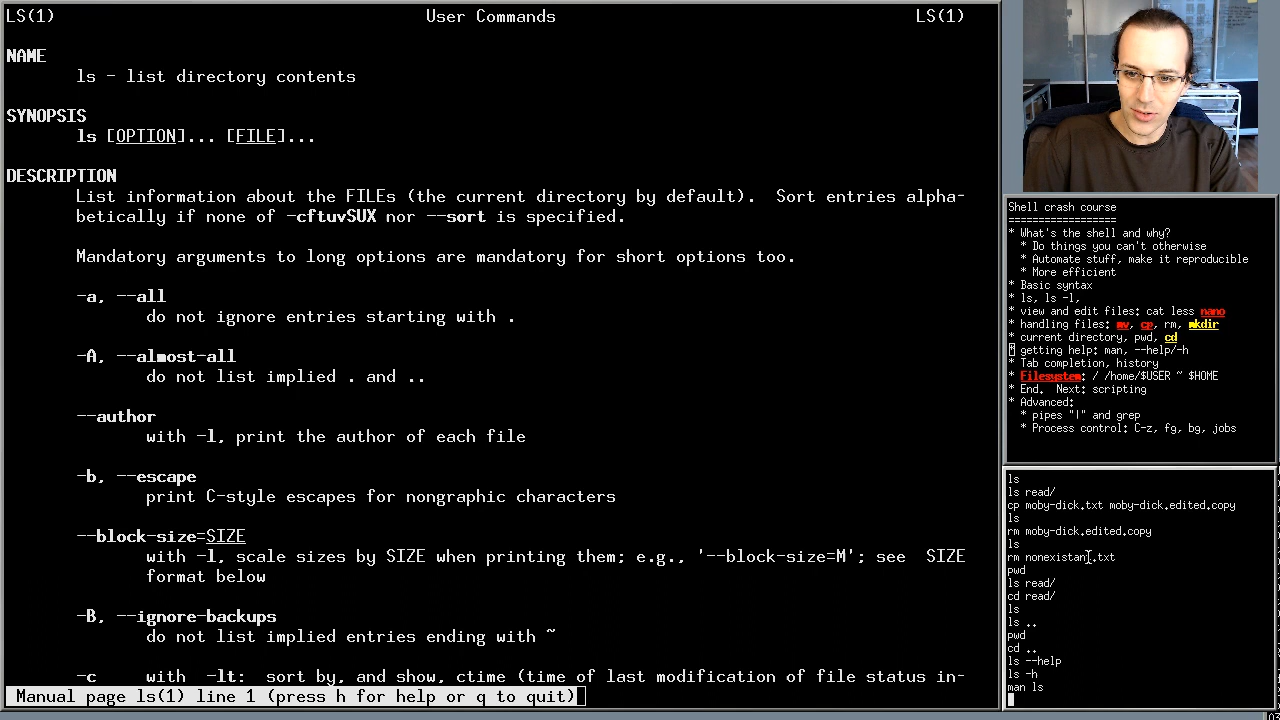 LS(1) User Commands LS(1)
NAME
ls - list directory contents
SYNOPSIS
ls [OPTION]... [FILE]...
DESCRIPTION
List information about the FILEs (the current directory by default).  Sort entries alpha-
betically if none of -cftuvSUX nor --sort is specified.
Mandatory arguments to long options are mandatory for short options too.
-a, --all
do not ignore entries starting with .
-A, --almost-all
do not list implied . and ..
--author
with -l, print the author of each file
-b, --escape
print C-style escapes for nongraphic characters
--block-size=SIZE
with -l, scale sizes by SIZE when printing them; e.g., '--block-size=M'; see  SIZE
format below
-B, --ignore-backups
do not list implied entries ending with ~
-c     with  -lt:  sort by, and show, ctime (time of last modification of file status in-
Manual page ls(1) line 1 (press h for help or q to quit)
Shell crash course
==================
* What's the shell and why?
* Do things you can't otherwise
* Automate stuff, make it reproducible
* More efficient
* Basic syntax
* ls, ls -l,
* view and edit files: cat less nano
* handling files: mv, cp, rm, mkdir
* current directory, pwd, cd
* getting help: man, --help/-h
* Tab completion, history
* Filesystem: / /home/$USER ~ $HOME
* End.  Next: scripting
* Advanced:
* pipes "|" and grep
* Process control: C-z, fg, bg, jobs
ls
ls read/
cp moby-dick.txt moby-dick.edited.copy
ls
rm moby-dick.edited.copy
ls
rm nonexistant.txt
pwd
ls read/
cd read/
ls
ls ..
pwd
cd ..
ls --help
ls -h
man ls